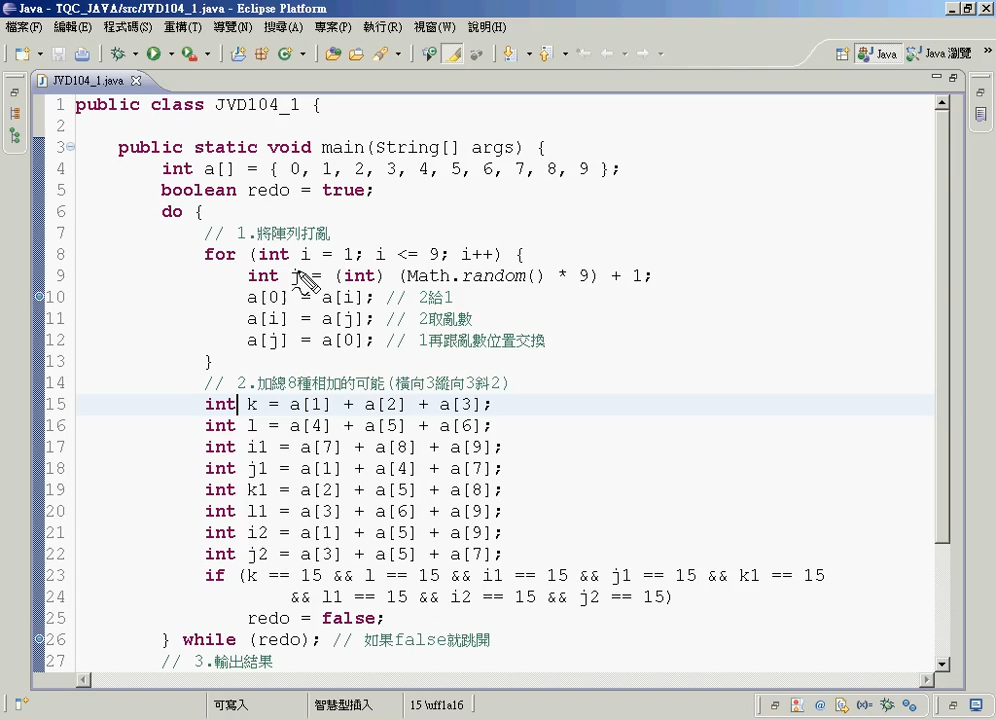 Java - TQC_JAVA/src/JVD104_1.java - Eclipse Platform
檔案(F) 編輯(E) 程式碼(S) 重構(T) 導覽(N) 搜尋(A) 專案(P) 執行(R) 視窗(W) 說明(H)
Java Java 瀏覽 »
JVD104_1.java
1 public class JVD104_1 {
2
3 public static void main(String[] args) {
4 int a[] = { 0, 1, 2, 3, 4, 5, 6, 7, 8, 9 };
5 boolean redo = true;
6 do {
7 // 1.將陣列打亂
8 for (int i = 1; i <= 9; i++) {
9 int j = (int) (Math.random() * 9) + 1;
10 a[0] = a[i]; // 2給1
11 a[i] = a[j]; // 2取亂數
12 a[j] = a[0]; // 1再跟亂數位置交換
13 }
14 // 2.加總8種相加的可能(橫向3縱向3斜2)
15 int k = a[1] + a[2] + a[3];
16 int l = a[4] + a[5] + a[6];
17 int i1 = a[7] + a[8] + a[9];
18 int j1 = a[1] + a[4] + a[7];
19 int k1 = a[2] + a[5] + a[8];
20 int l1 = a[3] + a[6] + a[9];
21 int i2 = a[1] + a[5] + a[9];
22 int j2 = a[3] + a[5] + a[7];
23 if (k == 15 && l == 15 && i1 == 15 && j1 == 15 && k1 == 15
24 && l1 == 15 && i2 == 15 && j2 == 15)
25 redo = false;
26 } while (redo); // 如果false就跳開
27 // 3.輸出結果
可寫入 智慧型插入 15 \uff1a16